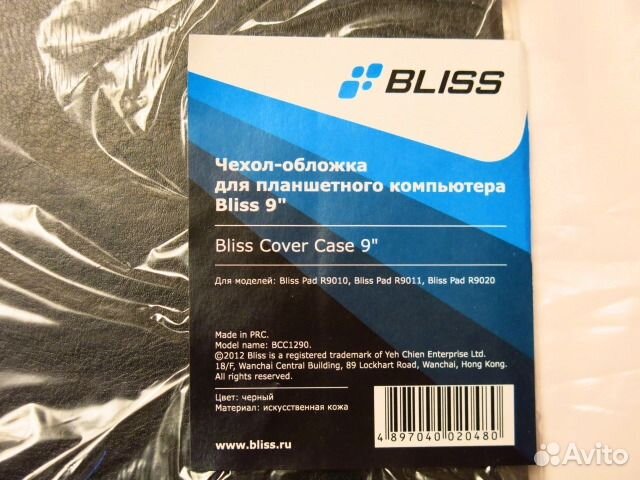 BLISS
Чехол-обложка
для планшетного компьютера
Bliss 9"
Bliss Cover Case 9"
Для моделей: Bliss Pad R9010, Bliss Pad R9011, Bliss Pad R9020
Made in PRC.
Model name: BCC1290.
©2012 Bliss is a registered trademark of Yeh Chien Enterprise Ltd.
18/F, Wanchai Central Building, 89 Lockhart Road, Wanchai, Hong Kong.
All rights reserved.
Цвет: черный
Материал: искусственная кожа
www.bliss.ru
4 897040 020480
Avito